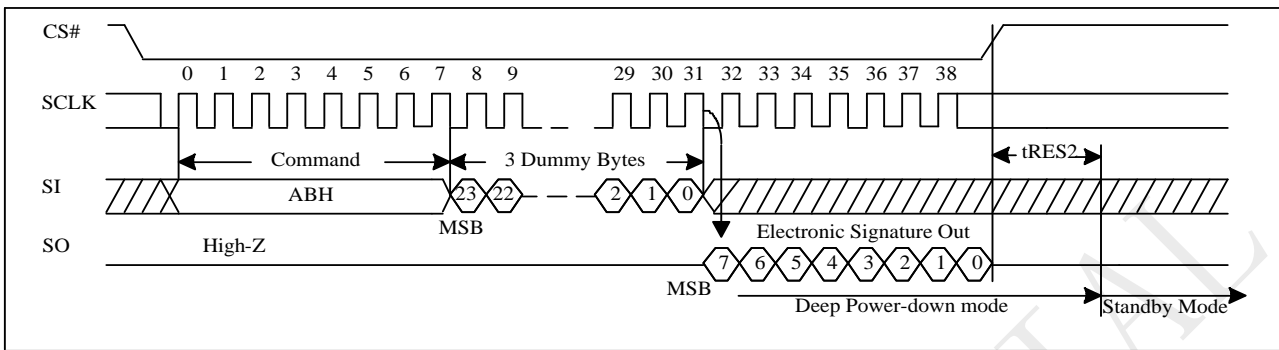 CS#
0 1 2 3 4 5 6 7 8 9 29 30 31 32 33 34 35 36 37 38
SCLK
Command 3 Dummy Bytes tRES2
SI ABH 23 22 2 1 0
MSB
SO High-Z Electronic Signature Out
7 6 5 4 3 2 1 0
MSB
Deep Power-down mode Standby Mode
IAL